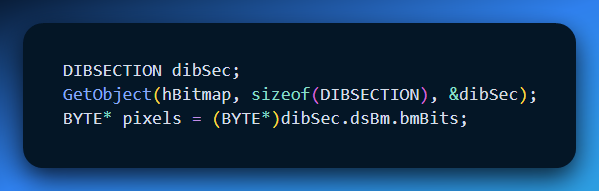 DIBSECTION dibSec;
GetObject(hBitmap, sizeof(DIBSECTION), &dibSec);
BYTE* pixels = (BYTE*)dibSec.dsBm.bmBits;